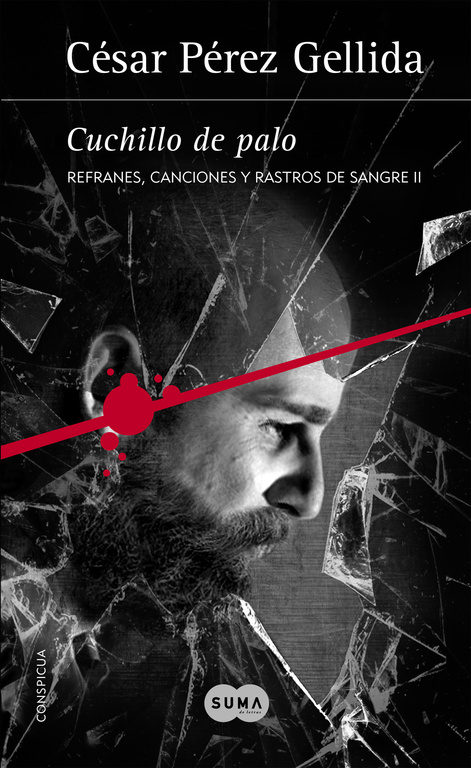 César Pérez Gellida
Cuchillo de palo
REFRANES, CANCIONES Y RASTROS DE SANGRE II
CONSPICUA
SUMA
de letras